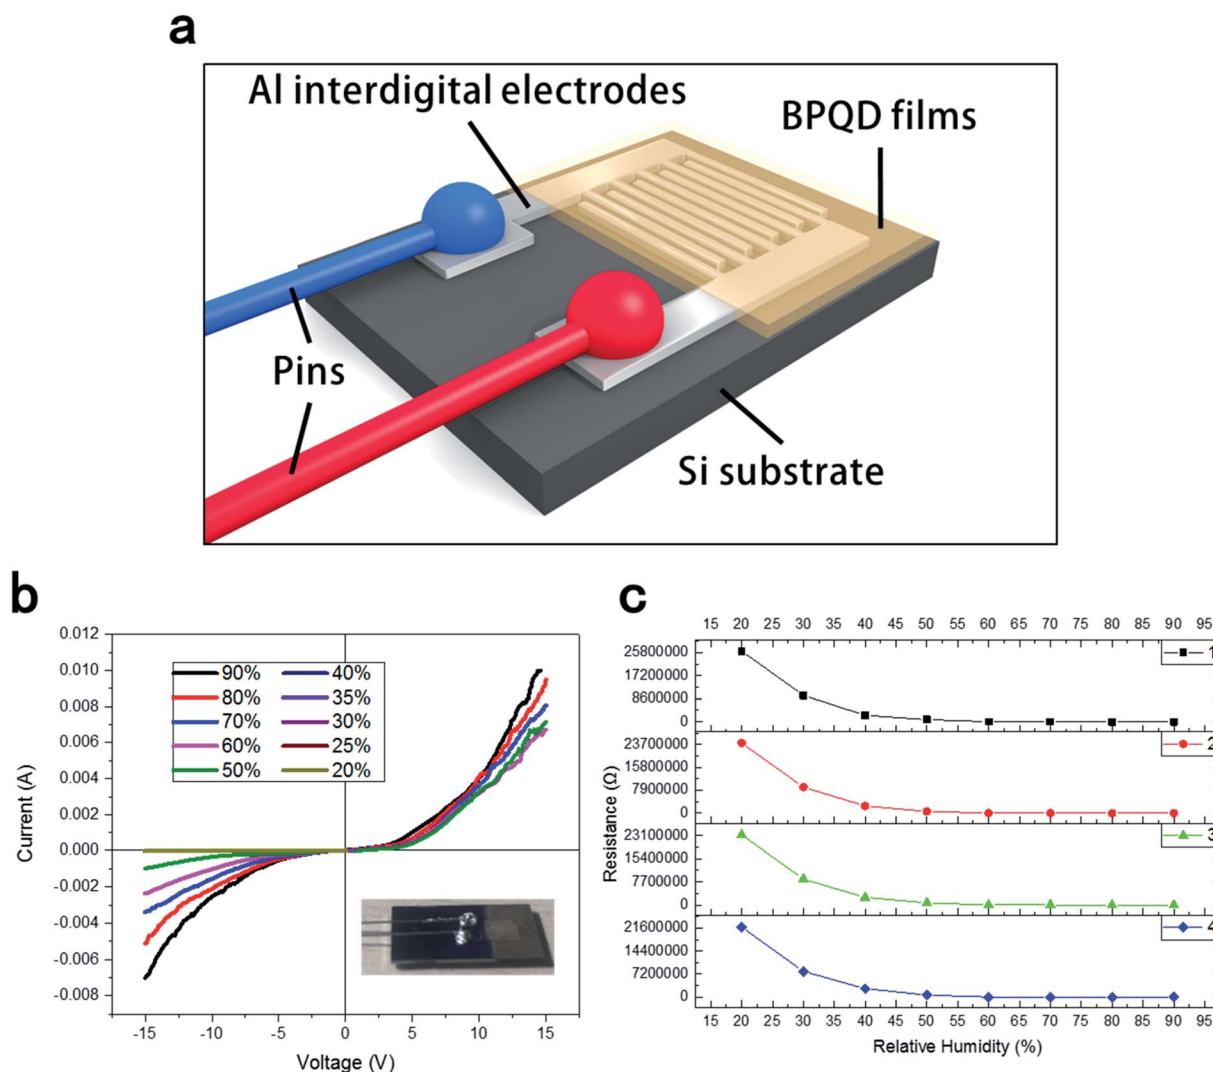 a
Al interdigital electrodes
BPQD films
Pins
Si substrate
b
0.012
0.010
0.008
0.006
0.004
0.002
0.000
-0.002
-0.004
-0.006
-0.008
Current (A)
90% 40%
80% 35%
70% 30%
60% 25%
50% 20%
-15 -10 -5 0 5 10 15
Voltage (V)
c
15 20 25 30 35 40 45 50 55 60 65 70 75 80 85 90 95
25800000
17200000
8600000
0
1
23700000
15800000
7900000
0
2
23100000
15400000
7700000
0
3
21600000
14400000
7200000
0
4
Resistance (Ω)
15 20 25 30 35 40 45 50 55 60 65 70 75 80 85 90 95
Relative Humidity (%)